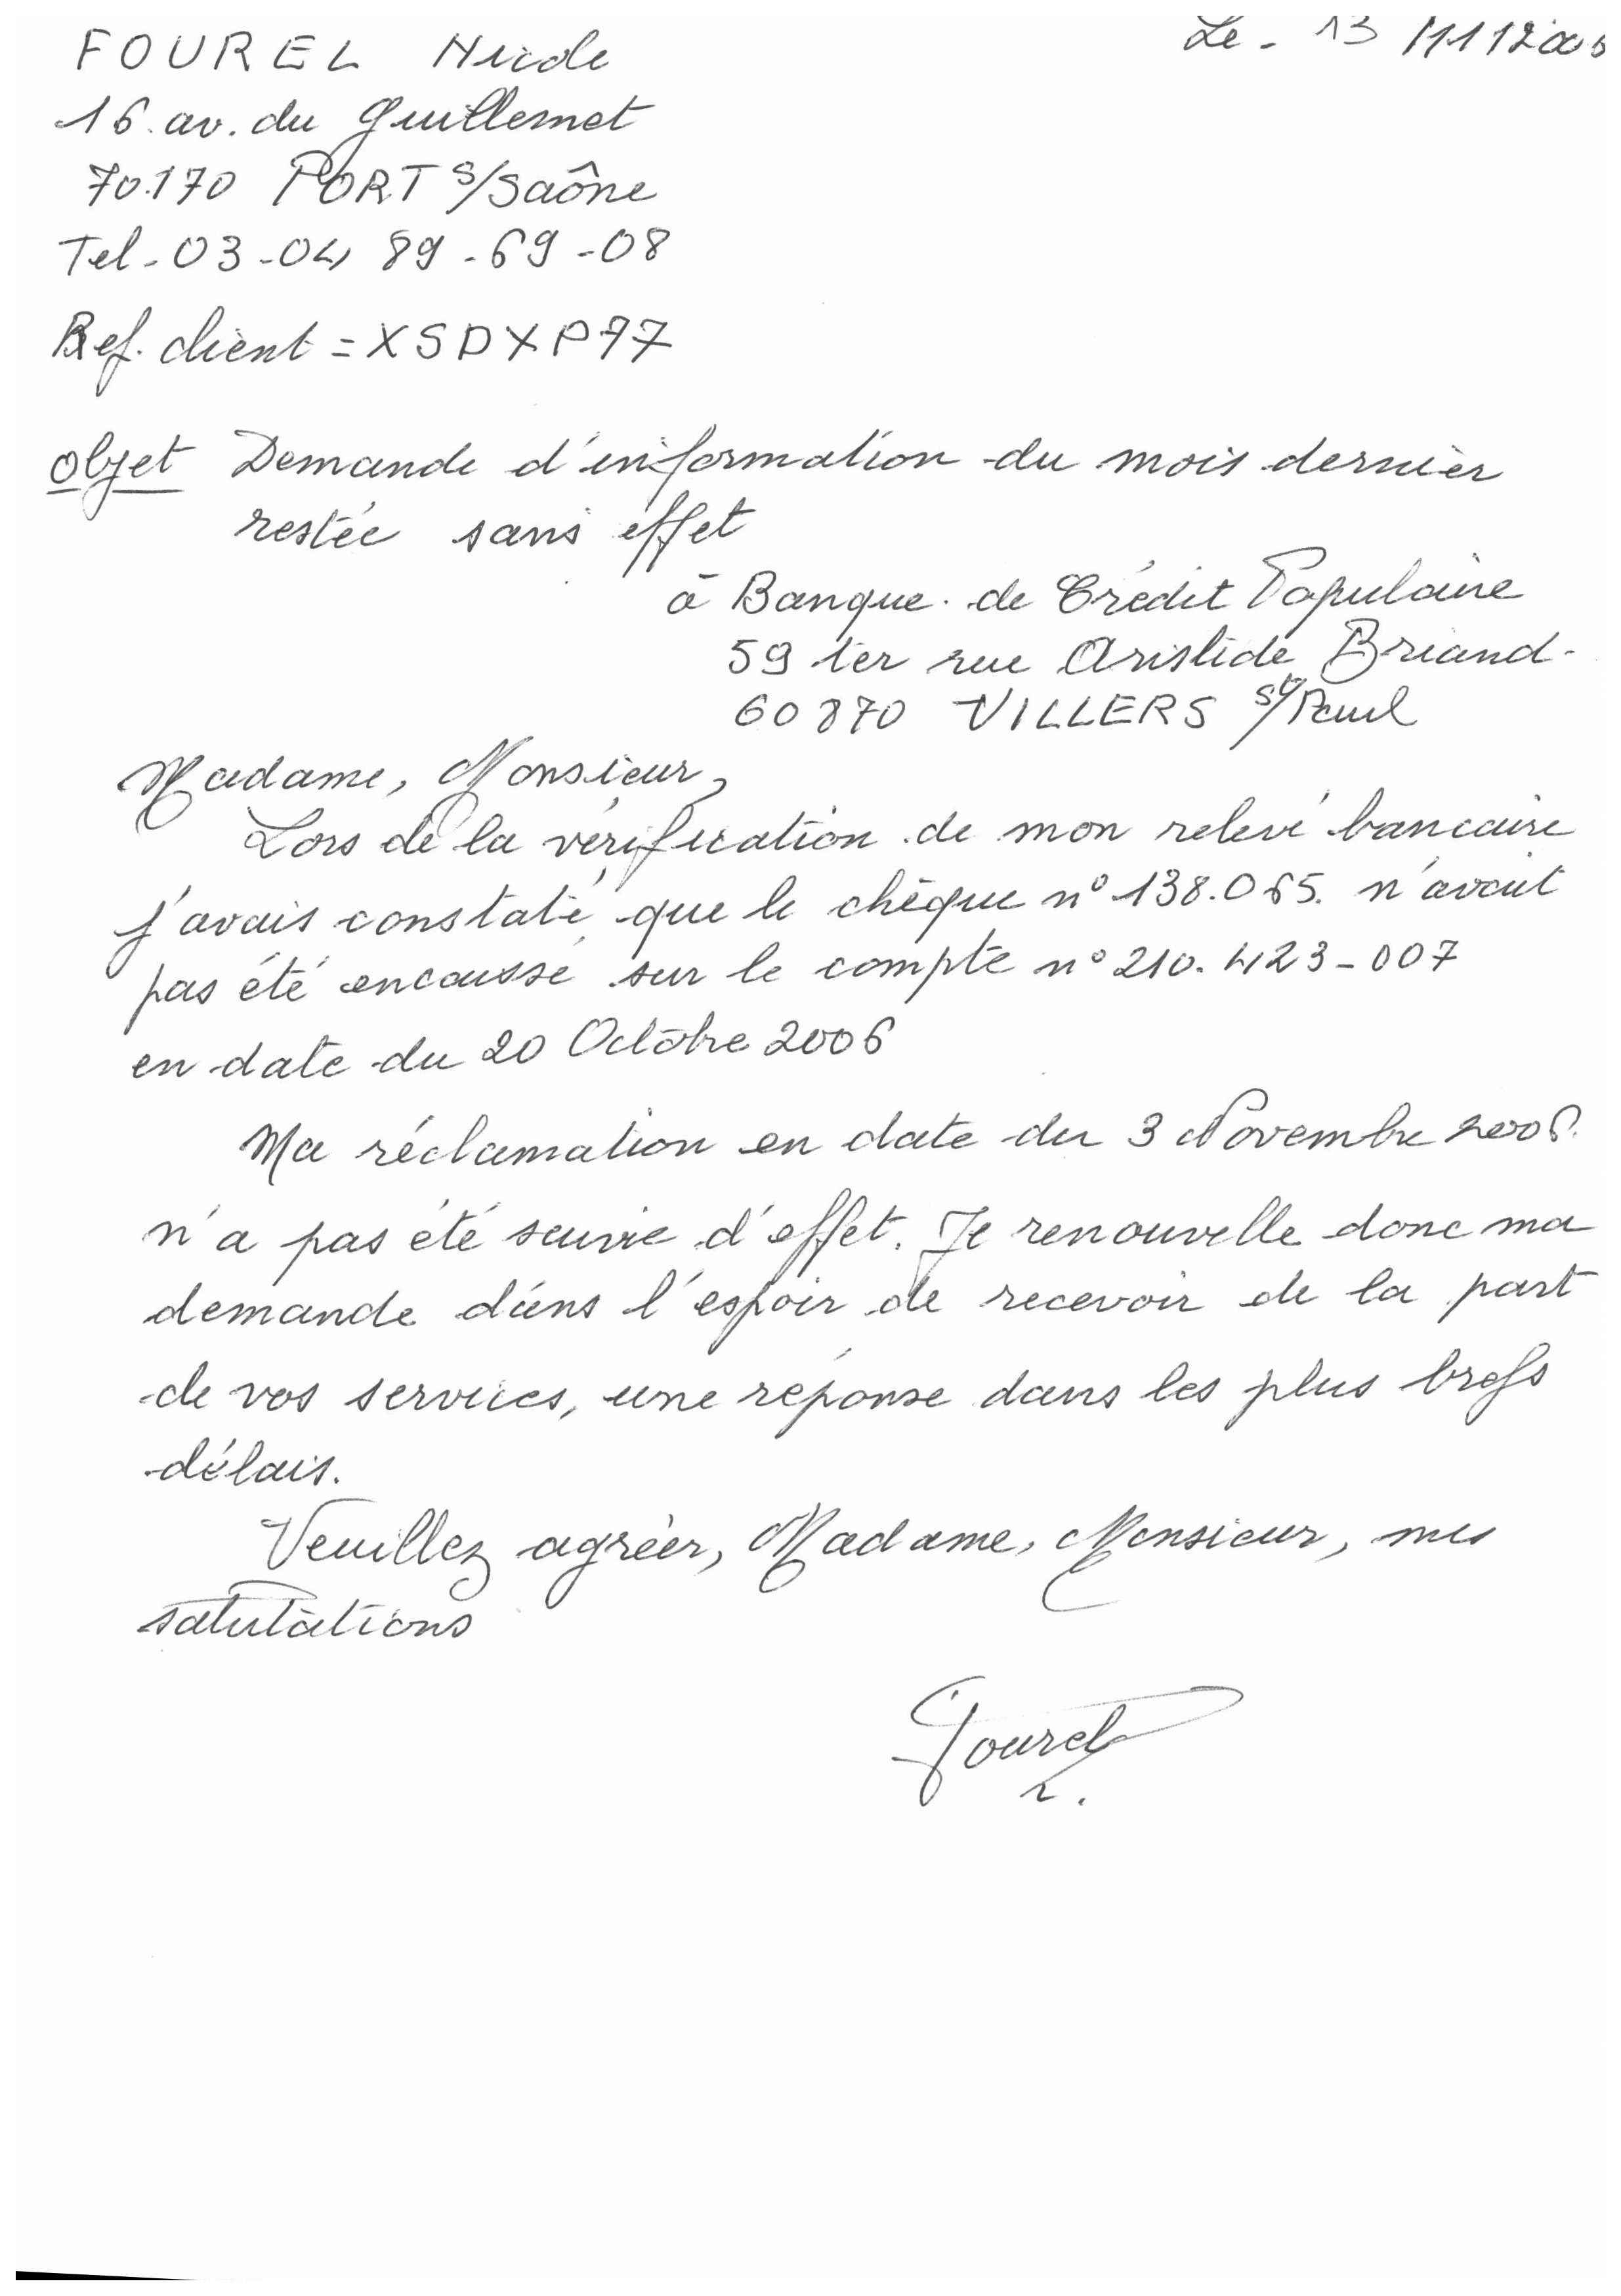 FOUREL Nicole
Le - 13/11/2006
16. av. du Guillemet
70170 PORT s/Saône
Tel - 03 - 04 89 - 69 - 08
Ref. client = XSDXP97
Objet Demande d'information du mois dernier
restée sans effet
à Banque de Crédit Populaire
59 ter rue Aristide Briand
60870 VILLERS St/Paul
Madame, Monsieur,
Lors de la vérification de mon relevé bancaire
j'avais constaté que le chèque n° 138.065. n'avait
pas été encaissé sur le compte n° 210.423-007
en date du 20 Octobre 2006
Ma réclamation en date du 3 Novembre 2006.
n'a pas été suivie d'effet. Je renouvelle donc ma
demande dans l'espoir de recevoir de la part
de vos services, une réponse dans les plus brefs
délais.
Veuillez agréer, Madame, Monsieur, mes
salutations
Fourel
n.